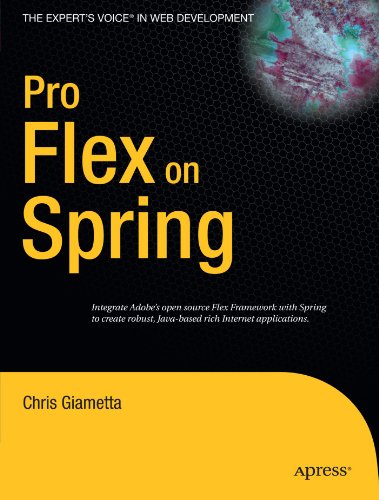 THE EXPERT'S VOICE® IN WEB DEVELOPMENT
Pro
Flex on
Spring
Integrate Adobe's open source Flex Framework with Spring
to create robust, Java-based rich Internet applications.
Chris Giametta
Apress®